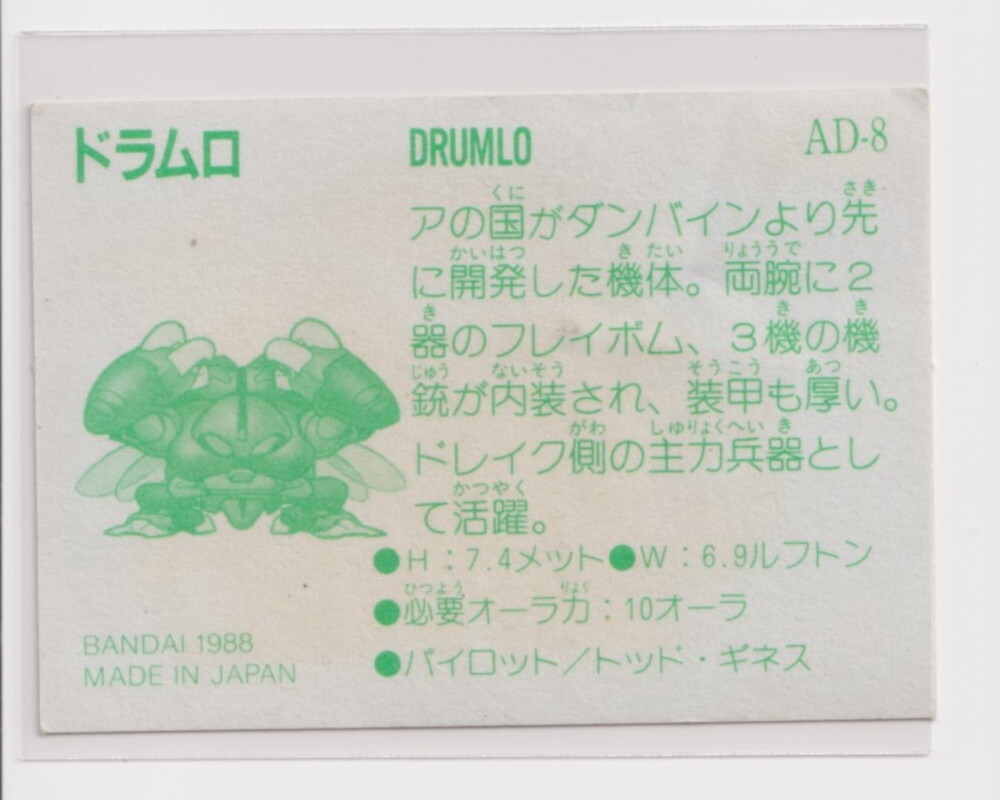 ドラムロ
DRUMLO
AD-8
アの国がダンバインより先
に開発した機体。両腕に2
器のフレイボム、3機の機
銃が内装され、装甲も厚い。
ドレイク側の主力兵器とし
て活躍。
●H：7.4メット●W：6.9ルフトン
●必要オーラ力：10オーラ
●パイロット／トッド・ギネス
BANDAI 1988
MADE IN JAPAN